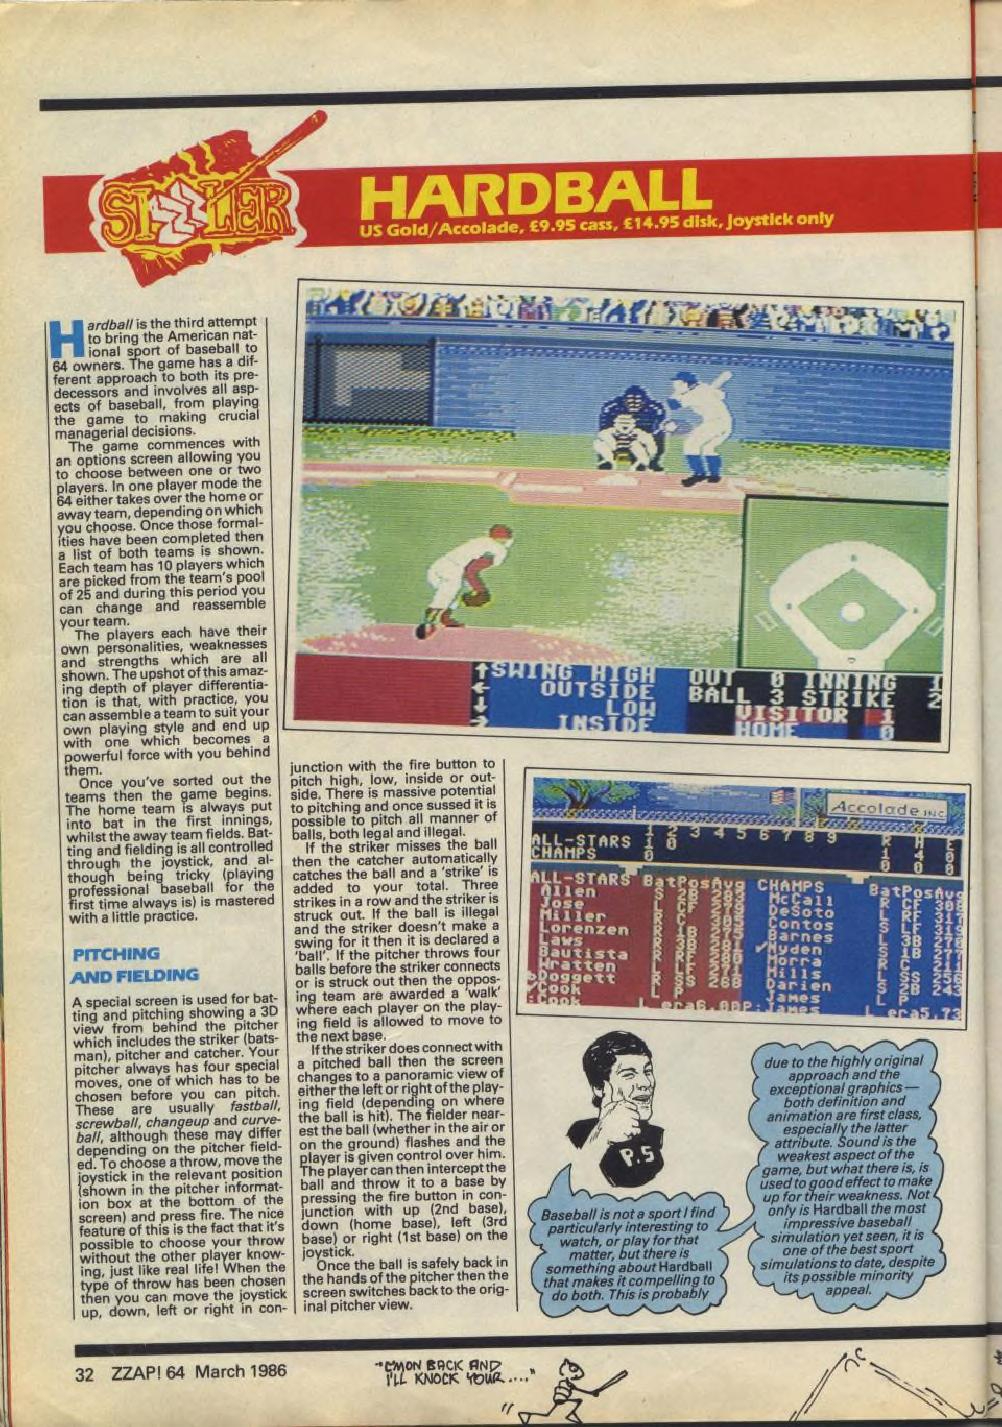 SIZZLER
HARDBALL
US Gold/Accolade, £9.95 cass, £14.95 disk, joystick only
Hardball is the third attempt
to bring the American nat-
ional sport of baseball to
64 owners. The game has a dif-
ferent approach to both its pre-
decessors and involves all asp-
ects of baseball, from playing
the game to making crucial
managerial decisions.
The game commences with
an options screen allowing you
to choose between one or two
players. In one player mode the
64 either takes over the home or
away team, depending on which
you choose. Once those formal-
ities have been completed then
a list of both teams is shown.
Each team has 10 players which
are picked from the team's pool
of 25 and during this period you
can change and reassemble
your team.
The players each have their
own personalities, weaknesses
and strengths which are all
shown. The upshot of this amaz-
ing depth of player differentia-
tion is that, with practice, you
can assemble a team to suit your
own playing style and end up
with one which becomes a
powerful force with you behind
them.
Once you've sorted out the
teams then the game begins.
The home team is always put
into bat in the first innings,
whilst the away team fields. Bat-
ting and fielding is all controlled
through the joystick, and al-
though being tricky (playing
professional baseball for the
first time always is) is mastered
with a little practice.
PITCHING
AND FIELDING
A special screen is used for bat-
ting and pitching showing a 3D
view from behind the pitcher
which includes the striker (bats-
man), pitcher and catcher. Your
pitcher always has four special
moves, one of which has to be
chosen before you can pitch.
These are usually fastball,
screwball, changeup and curve-
ball, although these may differ
depending on the pitcher field-
ed. To choose a throw, move the
joystick in the relevant position
(shown in the pitcher informat-
ion box at the bottom of the
screen) and press fire. The nice
feature of this is the fact that it's
possible to choose your throw
without the other player know-
ing, just like real life! When the
type of throw has been chosen
then you can move the joystick
up, down, left or right in con-
junction with the fire button to
pitch high, low, inside or out-
side. There is massive potential
to pitching and once sussed it is
possible to pitch all manner of
balls, both legal and illegal.
If the striker misses the ball
then the catcher automatically
catches the ball and a 'strike' is
added to your total. Three
strikes in a row and the striker is
struck out. If the ball is illegal
and the striker doesn't make a
swing for it then it is declared a
'ball'. If the pitcher throws four
balls before the striker connects
or is struck out then the oppos-
ing team are awarded a 'walk'
where each player on the play-
ing field is allowed to move to
the next base.
If the striker does connect with
a pitched ball then the screen
changes to a panoramic view of
either the left or right of the play-
ing field (depending on where
the ball is hit). The fielder near-
est the ball (whether in the air or
on the ground) flashes and the
player is given control over him.
The player can then intercept the
ball and throw it to a base by
pressing the fire button in con-
junction with up (2nd base),
down (home base), left (3rd
base) or right (1st base) on the
joystick.
Once the ball is safely back in
the hands of the pitcher then the
screen switches back to the orig-
inal pitcher view.
↑SWING HIGH OUT 0 INNING 1
← OUTSIDE BALL 3 STRIKE 2
↓ LOW VISITOR 1
→ INSIDE HOME 0
Accolade INC
1 2 3 4 5 6 7 8 9 R H E
ALL-STARS 1 0 1 4 0
CHAMPS 0 0 0 0
ALL-STARS BatPosAvg CHAMPS BatPosAvg
Allen McCall
Jose DeSoto
Miller Contos
Lorenzen Barnes
Laws Hyden
Bautista Horra
Wratten Hills
Doggett Darien
Cook James
:Cook :James
P.S
Baseball is not a sport I find
particularly interesting to
watch, or play for that
matter, but there is
something about Hardball
that makes it compelling to
do both. This is probably
due to the highly original
approach and the
exceptional graphics —
both definition and
animation are first class,
especially the latter
attribute. Sound is the
weakest aspect of the
game, but what there is, is
used to good effect to make
up for their weakness. Not
only is Hardball the most
impressive baseball
simulation yet seen, it is
one of the best sport
simulations to date, despite
its possible minority
appeal.
32 ZZAP! 64 March 1986
"C'MON BACK AND
I'LL KNOCK YOUR...."